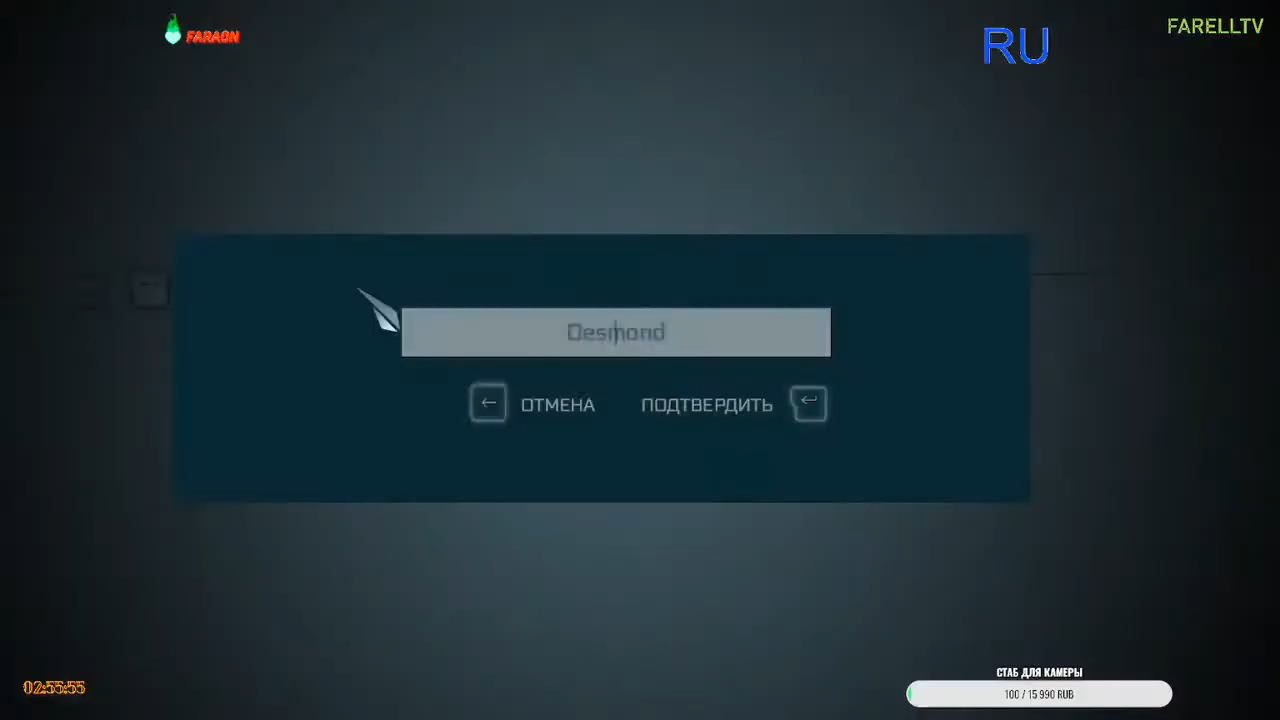 FARAON
RU
FARELLTV
Desmond
ОТМЕНА
ПОДТВЕРДИТЬ
СТАБ ДЛЯ КАМЕРЫ
100 / 15 990 RUB
02:55:55